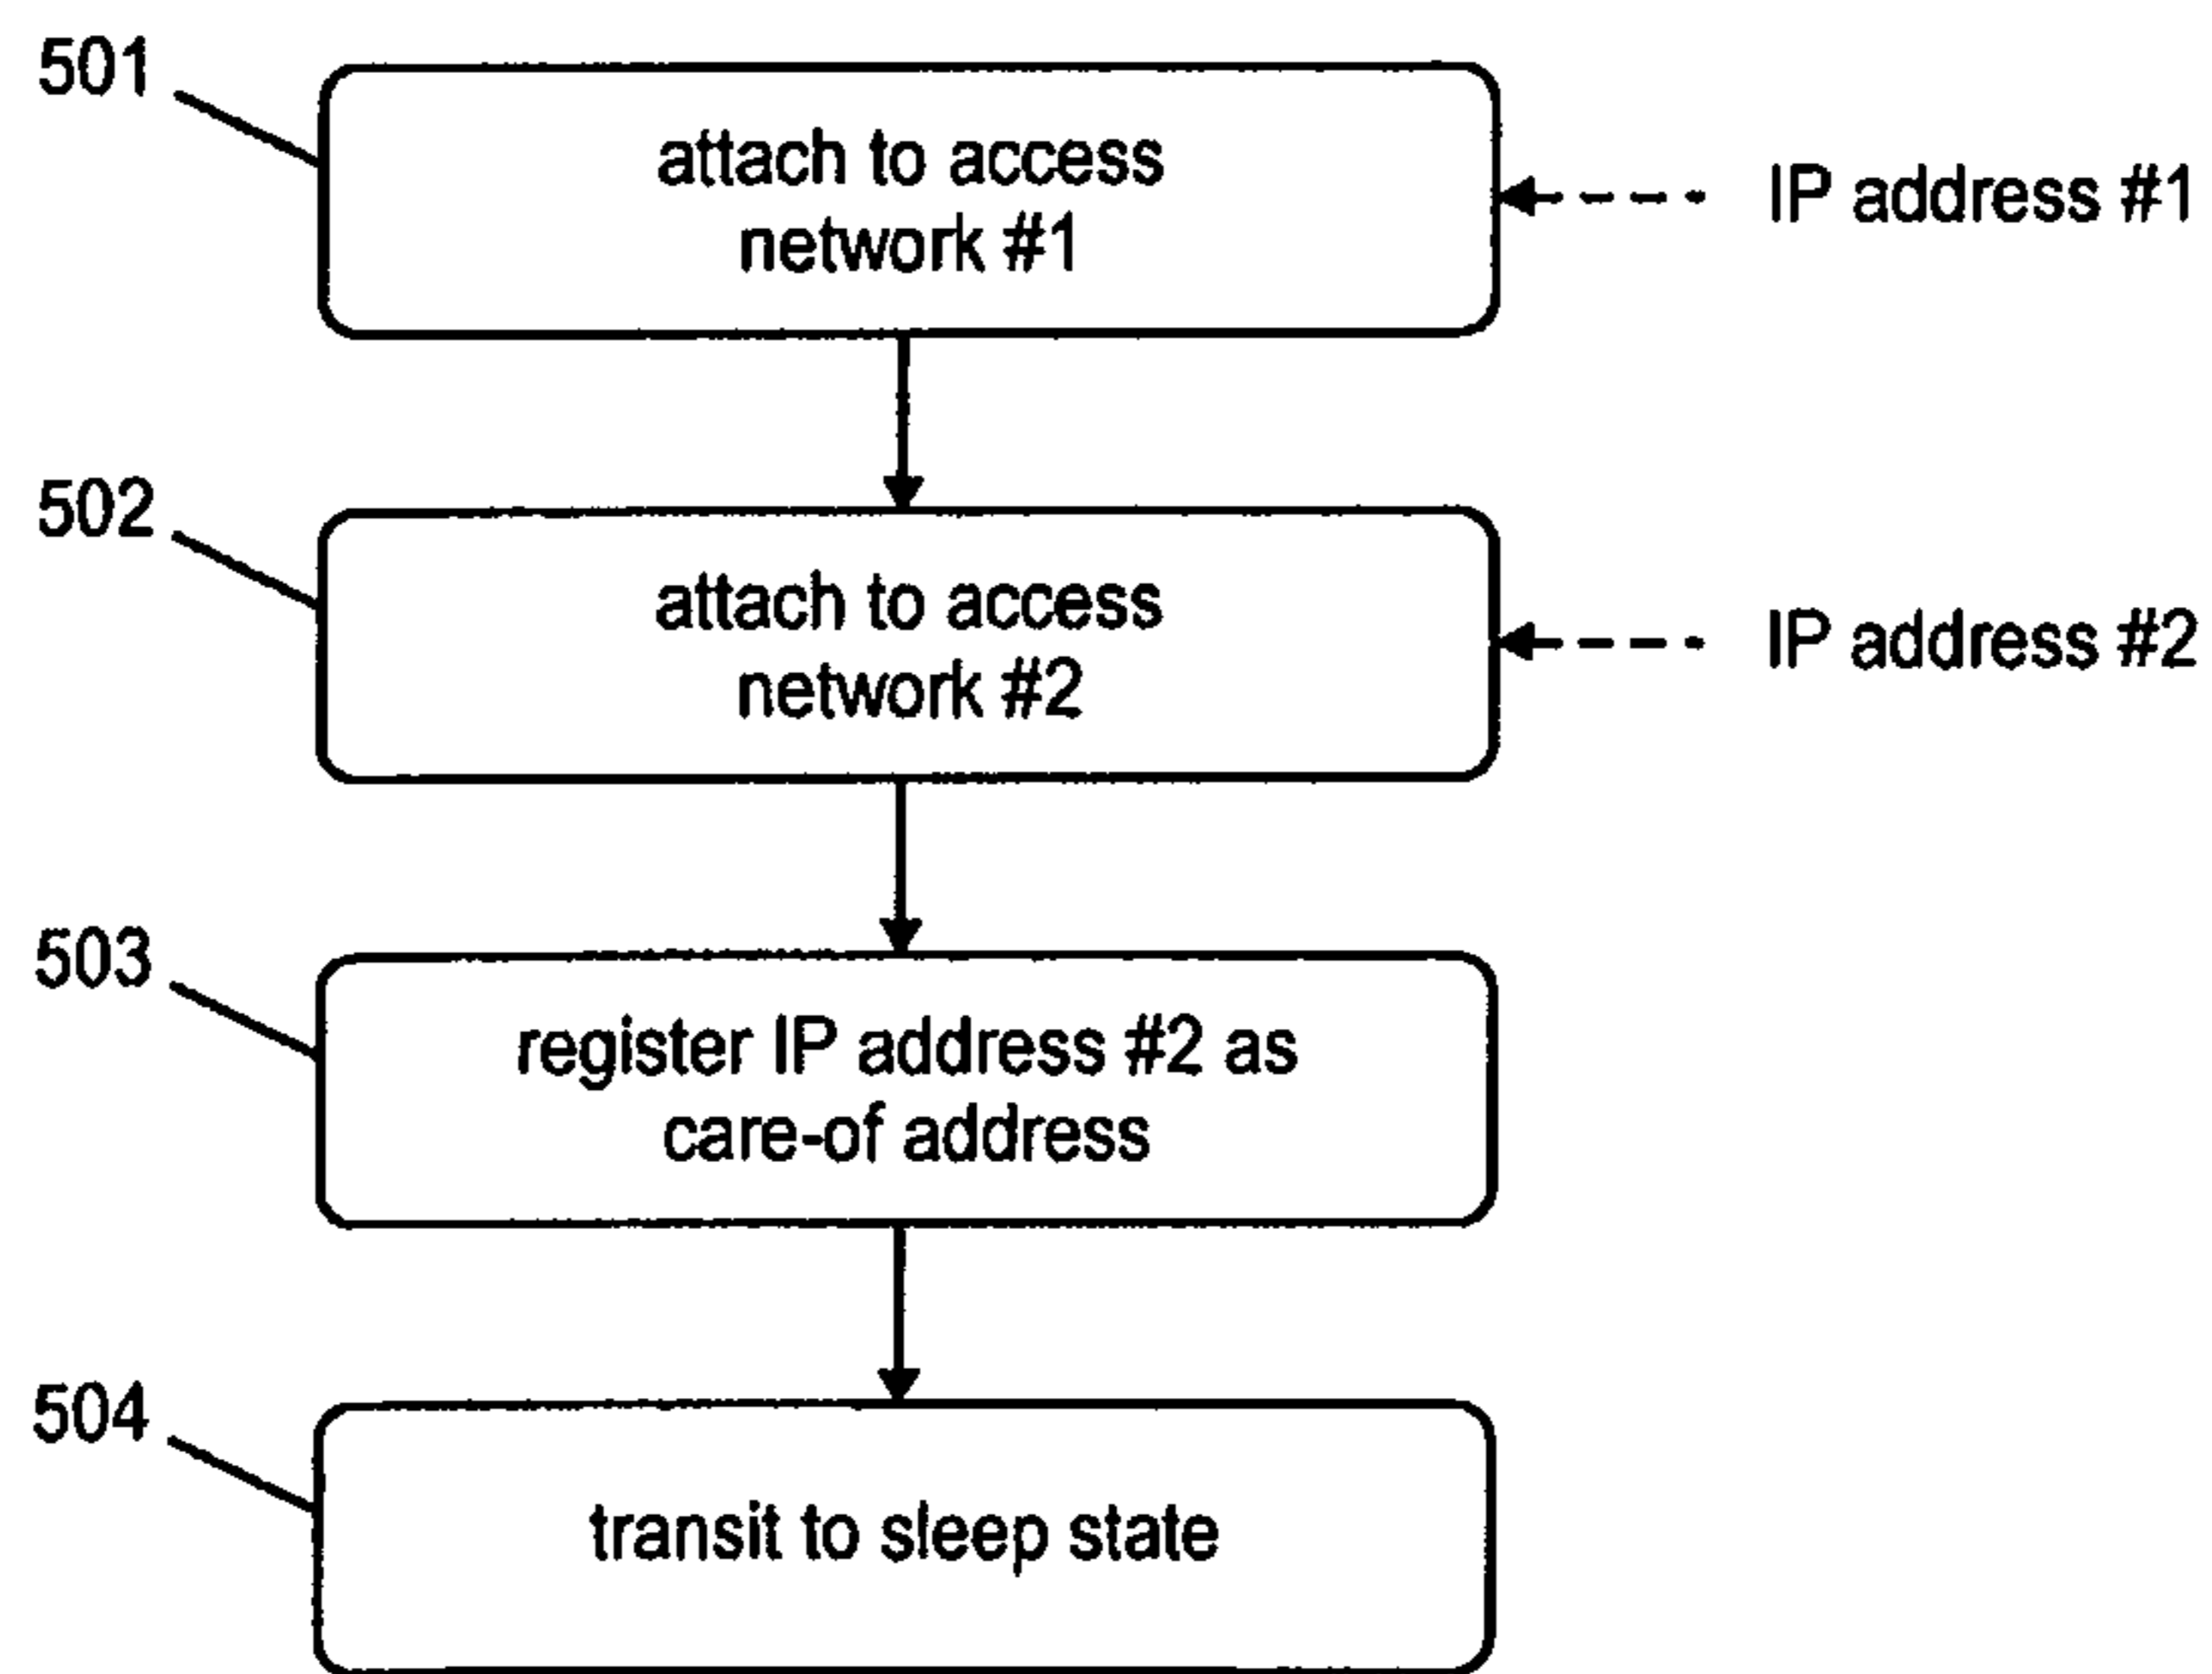 501
attach to access
network #1
IP address #1
502
attach to access
network #2
IP address #2
503
register IP address #2 as
care-of address
504
transit to sleep state